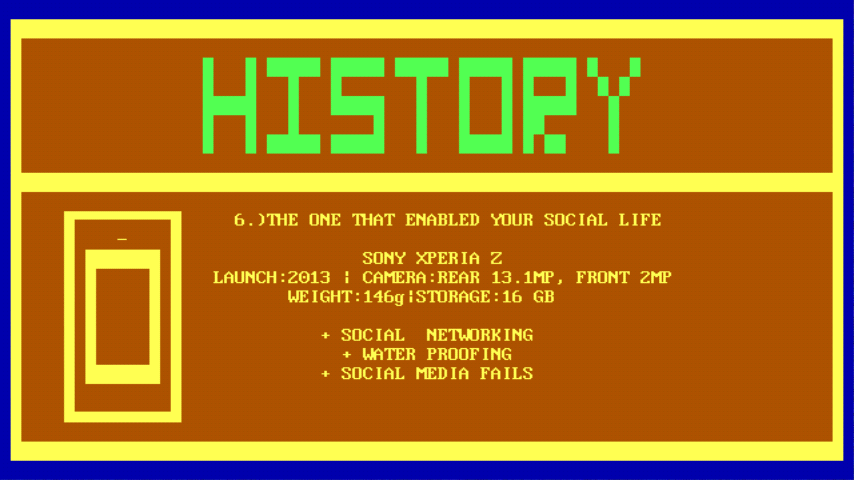 HISTORY
6.)THE ONE THAT ENABLED YOUR SOCIAL LIFE
SONY XPERIA Z
LAUNCH:2013 | CAMERA:REAR 13.1MP, FRONT 2MP
WEIGHT:146g|STORAGE:16 GB
+ SOCIAL  NETWORKING
+ WATER PROOFING
+ SOCIAL MEDIA FAILS